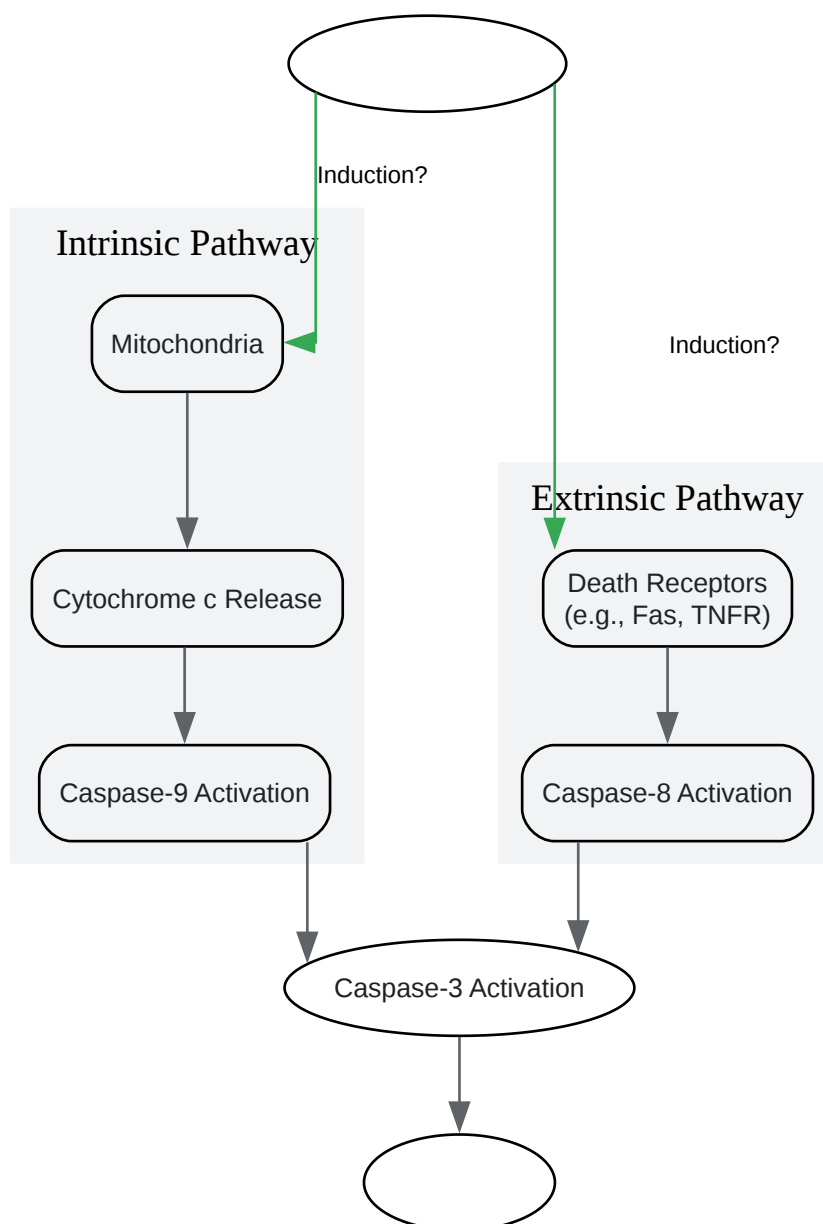 Induction?
Intrinsic Pathway
Mitochondria
Induction?
Extrinsic Pathway
Cytochrome c Release
Death Receptors
(e.g., Fas, TNFR)
Caspase-9 Activation
Caspase-8 Activation
Caspase-3 Activation